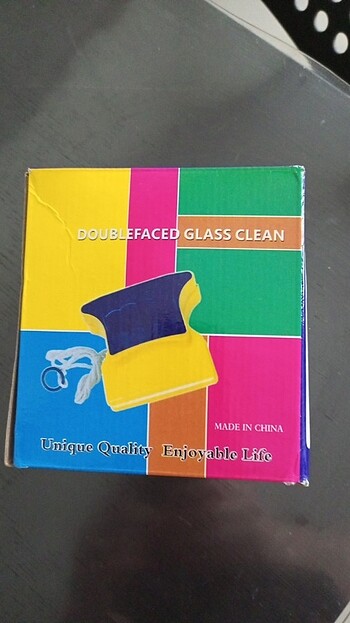 DOUBLEFACED GLASS CLEAN
MADE IN CHINA
Unique Quality Enjoyable Life